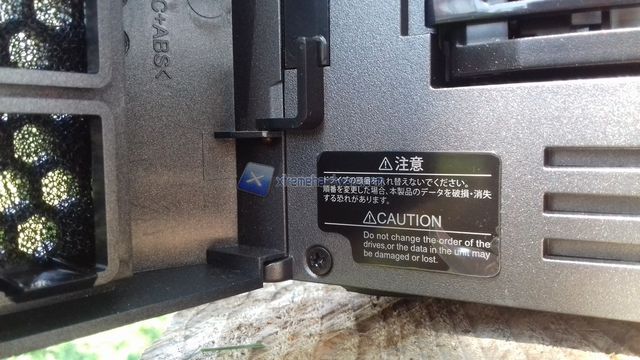 C+ABS<
⚠注意
ドライブの順番を入れ替えないでください。
順番を変更した場合、本製品のデータを破損・消失
する恐れがあります。
⚠CAUTION
Do not change the order of the
drives,or the data in the unit may
be damaged or lost.